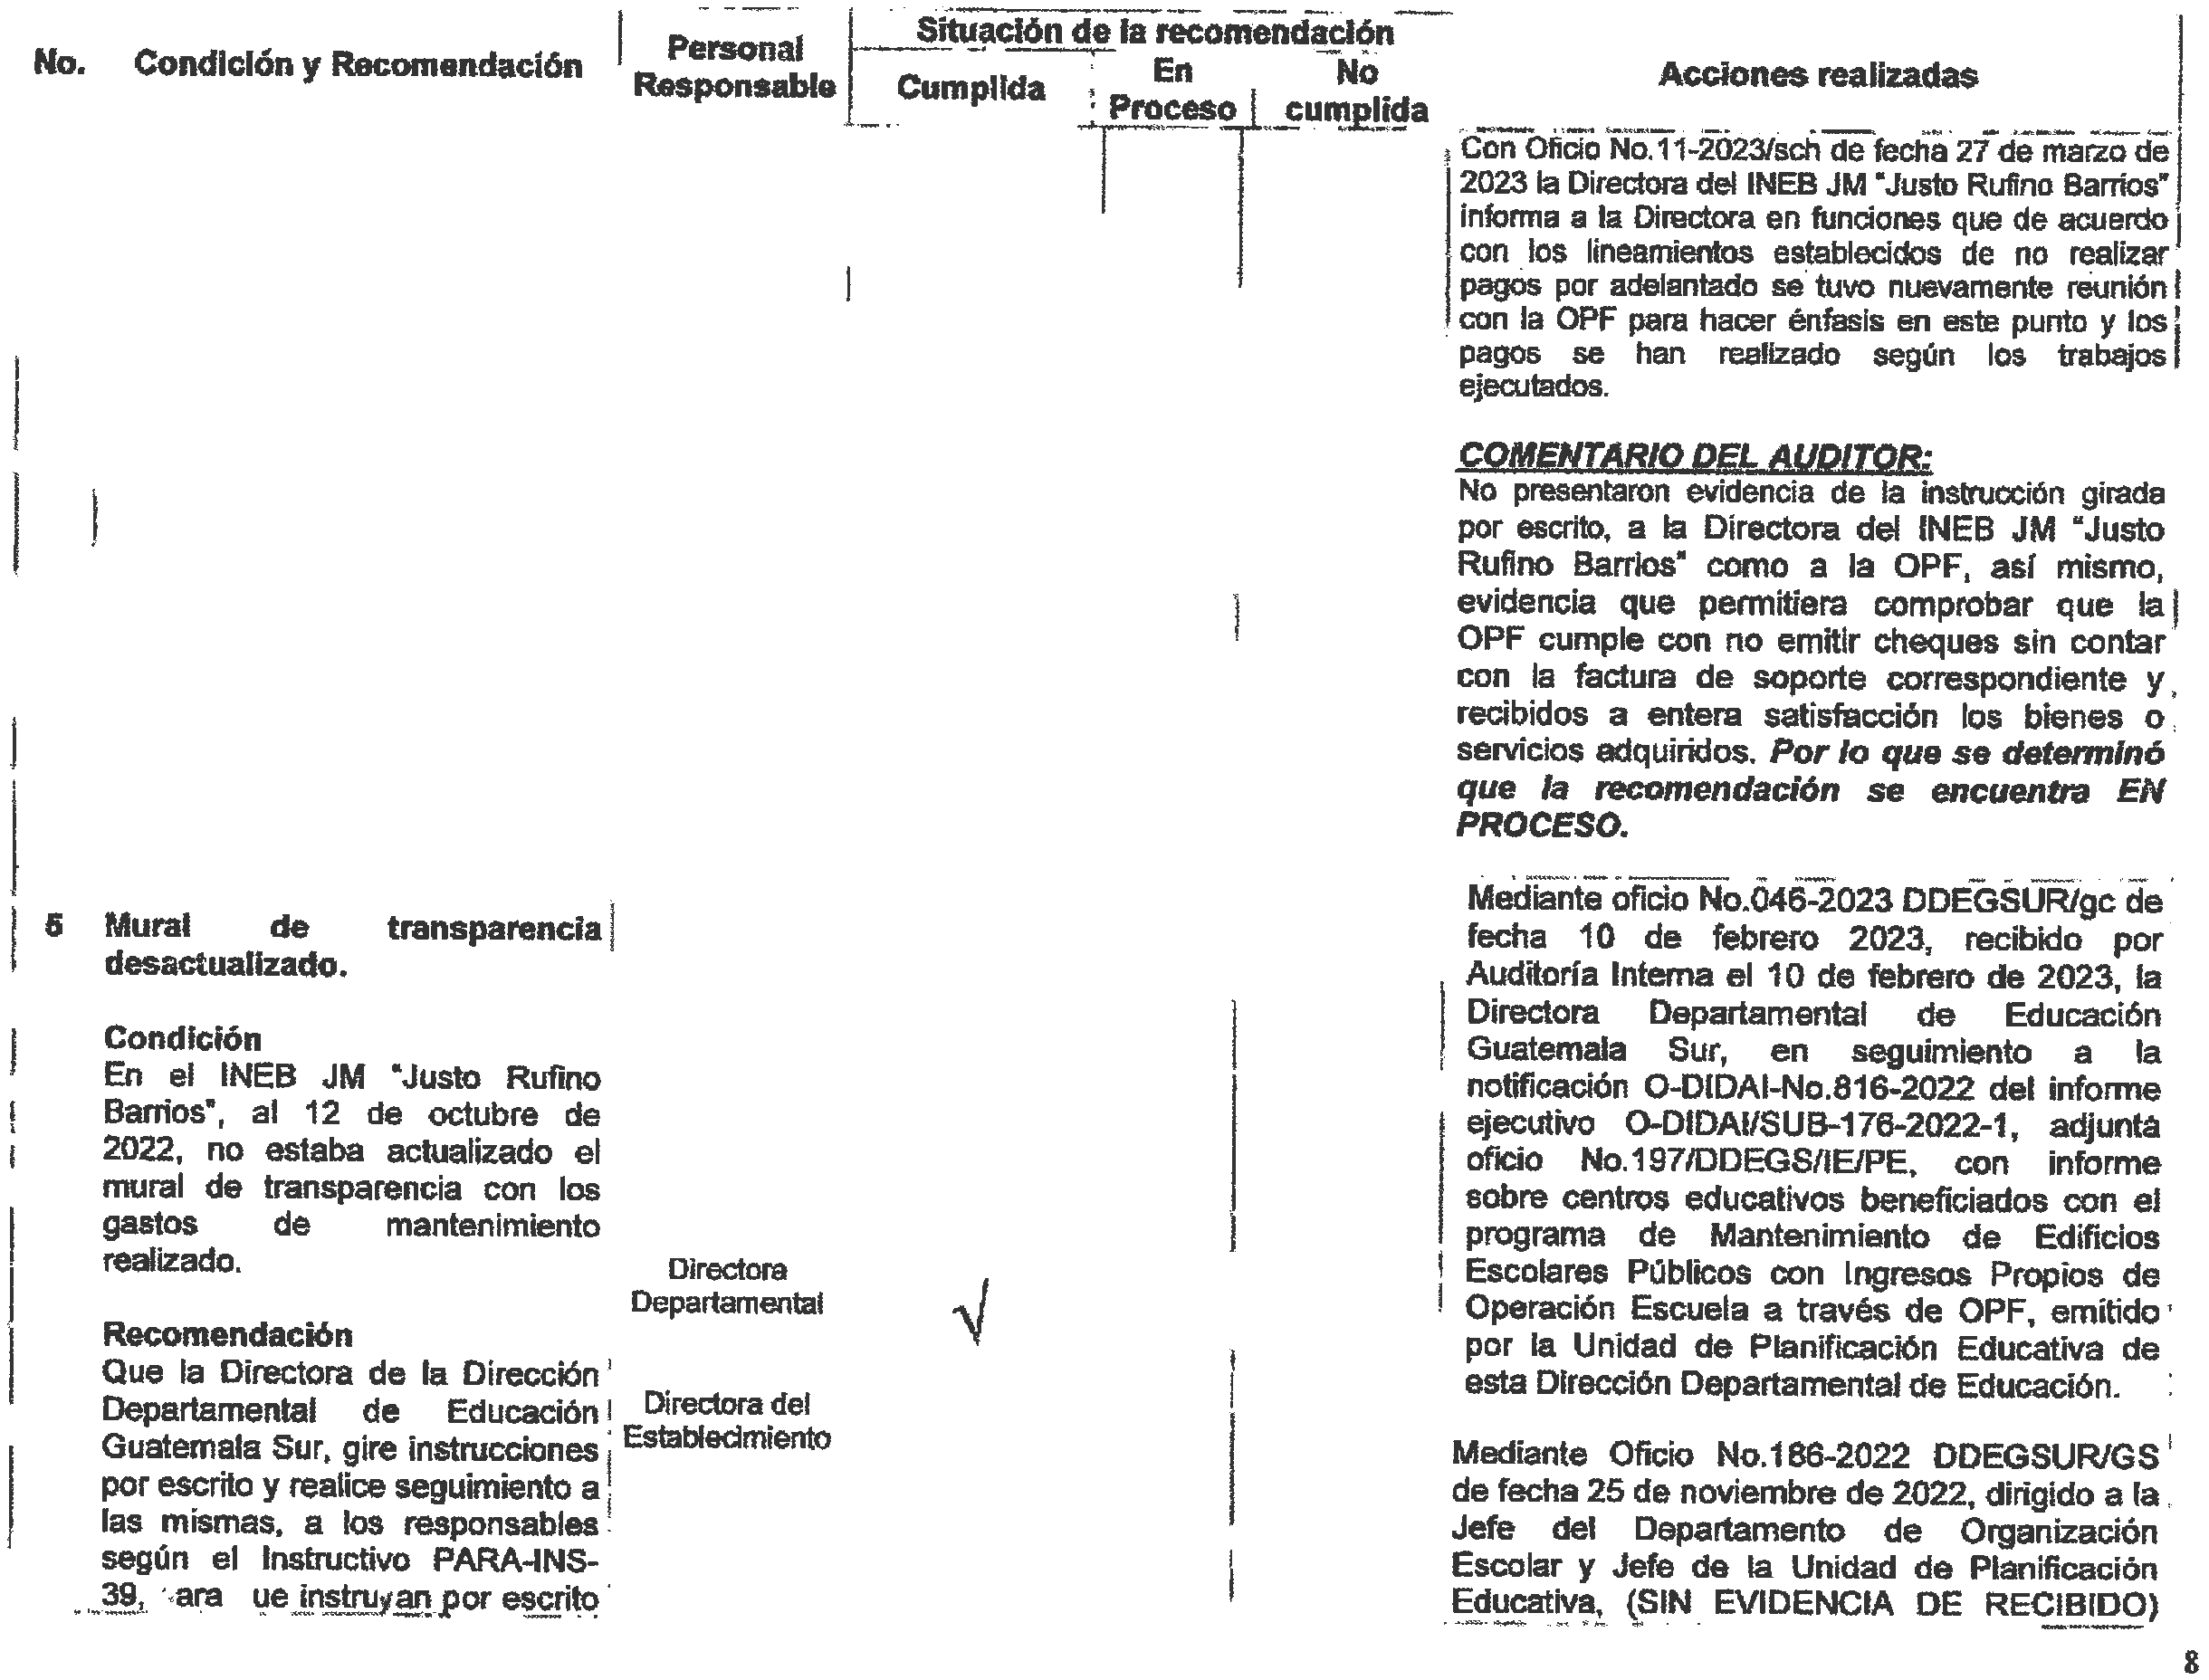 No. Condición y Recomendación
Personal
Responsable
Situación de la recomendación
Cumplida
En
Proceso
No
cumplida
Acciones realizadas
Con Oficio No.11-2023/sch de fecha 27 de marzo de
2023 la Directora del INEB JM "Justo Rufino Barrios"
informa a la Directora en funciones que de acuerdo
con los lineamientos establecidos de no realizar
pagos por adelantado se tuvo nuevamente reunión
con la OPF para hacer énfasis en este punto y los
pagos se han realizado según los trabajos
ejecutados.
COMENTARIO DEL AUDITOR:
No presentaron evidencia de la instrucción girada
por escrito, a la Directora del INEB JM "Justo
Rufino Barrios" como a la OPF, así mismo,
evidencia que permitiera comprobar que la
OPF cumple con no emitir cheques sin contar
con la factura de soporte correspondiente y
recibidos a entera satisfacción los bienes o
servicios adquiridos. Por lo que se determinó
que la recomendación se encuentra EN
PROCESO.
5 Mural de transparencia
desactualizado.
Condición
En el INEB JM "Justo Rufino
Barrios", al 12 de octubre de
2022, no estaba actualizado el
mural de transparencia con los
gastos de mantenimiento
realizado.
Recomendación
Que la Directora de la Dirección
Departamental de Educación
Guatemala Sur, gire instrucciones
por escrito y realice seguimiento a
las mismas, a los responsables
según el Instructivo PARA-INS-
39, ara ue instruyan por escrito
Directora
Departamental
Directora del
Establecimiento
√
Mediante oficio No.046-2023 DDEGSUR/gc de
fecha 10 de febrero 2023, recibido por
Auditoría Interna el 10 de febrero de 2023, la
Directora Departamental de Educación
Guatemala Sur, en seguimiento a la
notificación O-DIDAI-No.816-2022 del informe
ejecutivo O-DIDAI/SUB-176-2022-1, adjunta
oficio No.197/DDEGS/IE/PE, con informe
sobre centros educativos beneficiados con el
programa de Mantenimiento de Edificios
Escolares Públicos con Ingresos Propios de
Operación Escuela a través de OPF, emitido
por la Unidad de Planificación Educativa de
esta Dirección Departamental de Educación.
Mediante Oficio No.186-2022 DDEGSUR/GS
de fecha 25 de noviembre de 2022, dirigido a la
Jefe del Departamento de Organización
Escolar y Jefe de la Unidad de Planificación
Educativa, (SIN EVIDENCIA DE RECIBIDO)
8